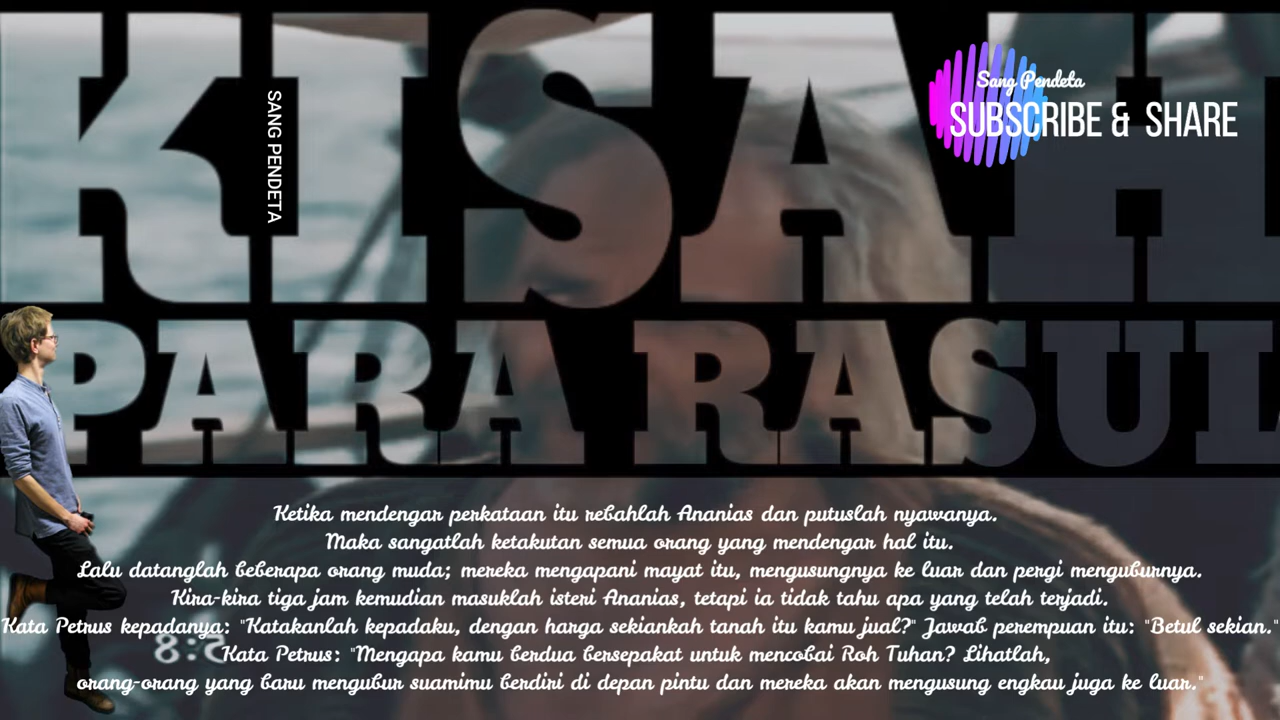 KISAH
PARA RASUL
SANG PENDETA
Sang Pendeta
SUBSCRIBE & SHARE
Ketika mendengar perkataan itu rebahlah Ananias dan putuslah nyawanya.
Maka sangatlah ketakutan semua orang yang mendengar hal itu.
Lalu datanglah beberapa orang muda; mereka mengapani mayat itu, mengusungnya ke luar dan pergi menguburnya.
Kira-kira tiga jam kemudian masuklah isteri Ananias, tetapi ia tidak tahu apa yang telah terjadi.
Kata Petrus kepadanya: "Katakanlah kepadaku, dengan harga sekiankah tanah itu kamu jual?" Jawab perempuan itu: "Betul sekian."
Kata Petrus: "Mengapa kamu berdua bersepakat untuk mencobai Roh Tuhan? Lihatlah,
orang-orang yang baru mengubur suamimu berdiri di depan pintu dan mereka akan mengusung engkau juga ke luar."